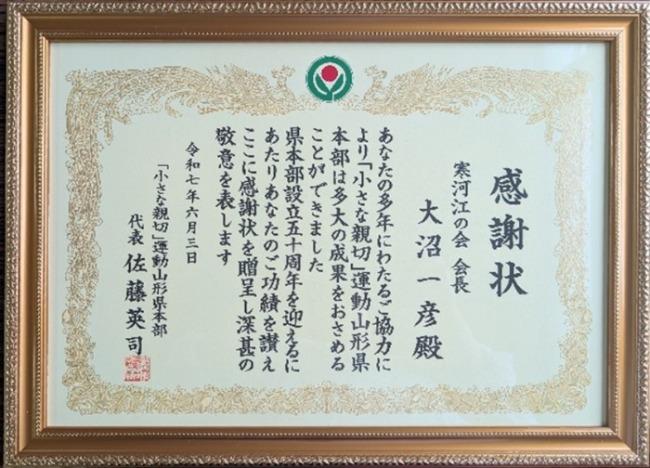 感謝状
寒河江の会 会長
大沼一彦殿
あなたの多年にわたるご協力に
より「小さな親切」運動山形県
本部は多大の成果をおさめる
ことができました
県本部設立五十周年を迎えるに
あたりあなたのご功績を讃え
ここに感謝状を贈呈し深甚の
敬意を表します
令和七年六月三日
「小さな親切」運動山形県本部
代表 佐藤英司